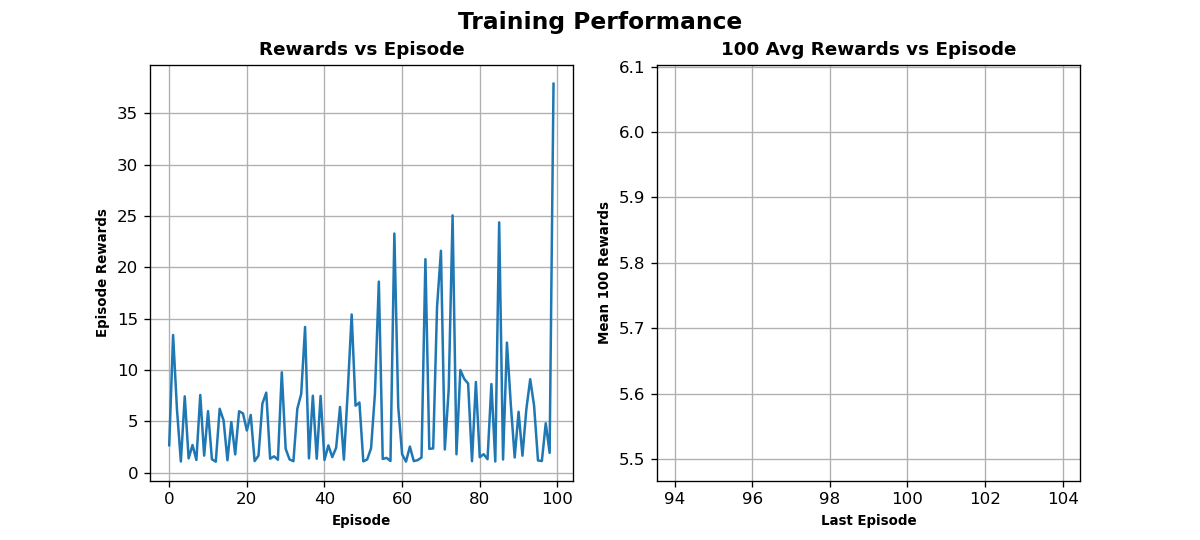 Training Performance
Rewards vs Episode
35
30
25
20
15
10
5
0
Episode Rewards
0 20 40 60 80 100
Episode
100 Avg Rewards vs Episode
6.1
6.0
5.9
5.8
5.7
5.6
5.5
Mean 100 Rewards
94 96 98 100 102 104
Last Episode